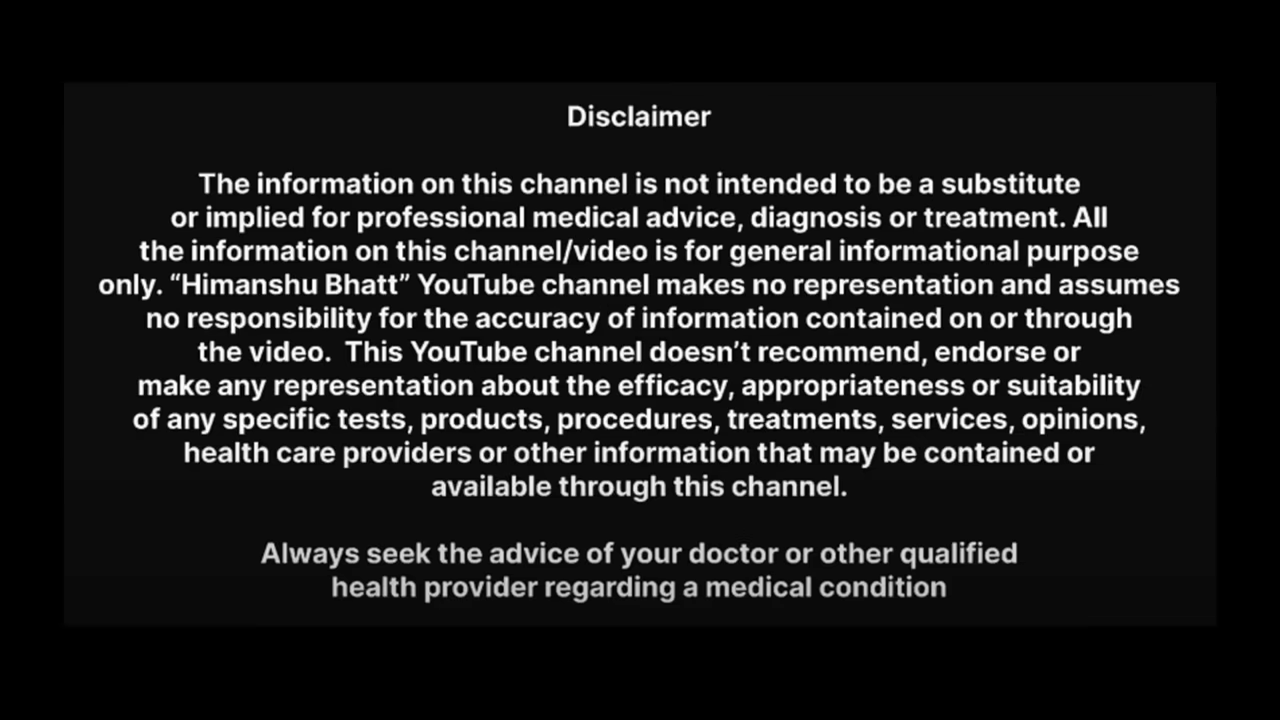 Disclaimer
The information on this channel is not intended to be a substitute
or implied for professional medical advice, diagnosis or treatment. All
the information on this channel/video is for general informational purpose
only. “Himanshu Bhatt” YouTube channel makes no representation and assumes
no responsibility for the accuracy of information contained on or through
the video.  This YouTube channel doesn’t recommend, endorse or
make any representation about the efficacy, appropriateness or suitability
of any specific tests, products, procedures, treatments, services, opinions,
health care providers or other information that may be contained or
available through this channel.
Always seek the advice of your doctor or other qualified
health provider regarding a medical condition